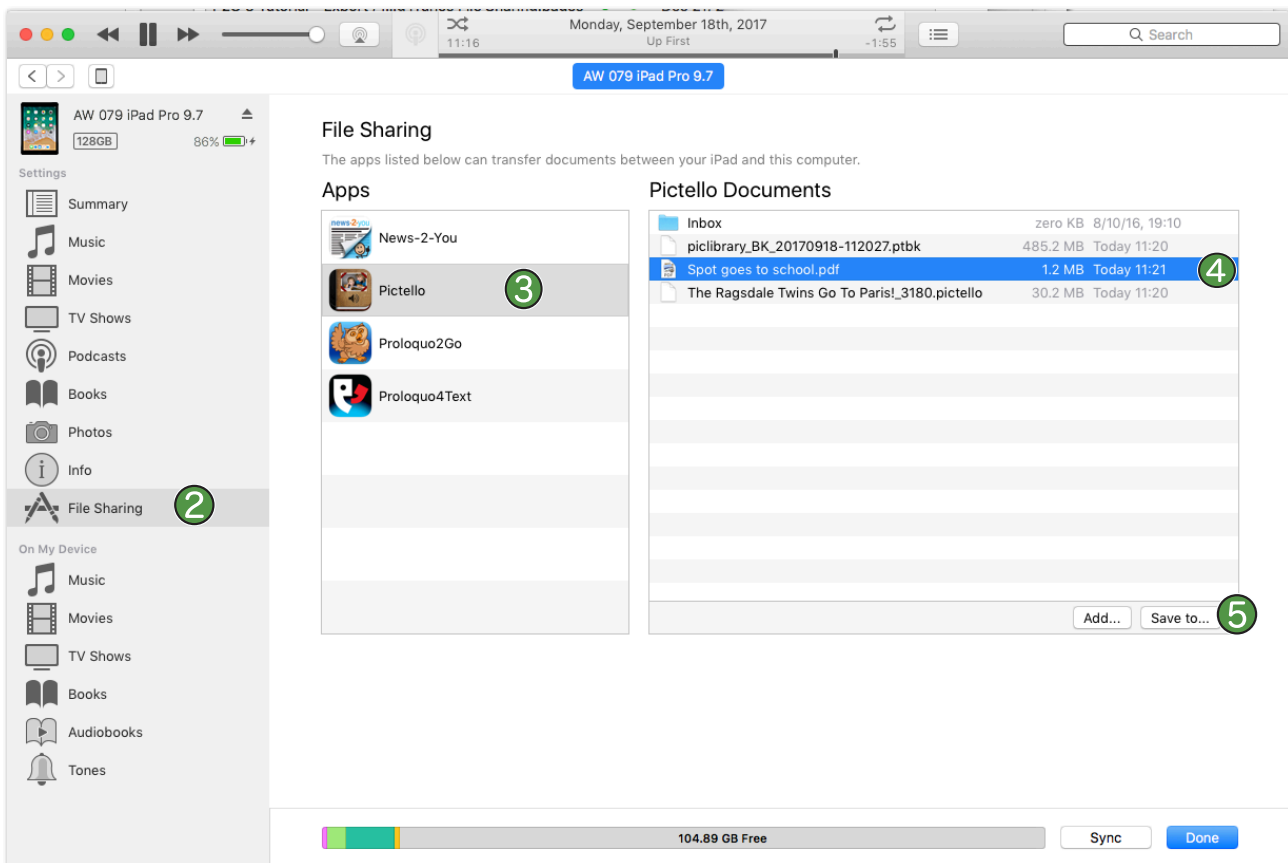 Monday, September 18th, 2017
Up First
11:16
-1:55
Search
AW 079 iPad Pro 9.7
AW 079 iPad Pro 9.7
128GB
86%
Settings
Summary
Music
Movies
TV Shows
Podcasts
Books
Photos
Info
File Sharing
2
On My Device
Music
Movies
TV Shows
Books
Audiobooks
Tones
File Sharing
The apps listed below can transfer documents between your iPad and this computer.
Apps
news-2-you
News-2-You
Pictello
3
Proloquo2Go
Proloquo4Text
Pictello Documents
Inbox zero KB 8/10/16, 19:10
piclibrary_BK_20170918-112027.ptbk 485.2 MB Today 11:20
Spot goes to school.pdf 1.2 MB Today 11:21 4
The Ragsdale Twins Go To Paris!_3180.pictello 30.2 MB Today 11:20
Add... Save to... 5
104.89 GB Free
Sync
Done